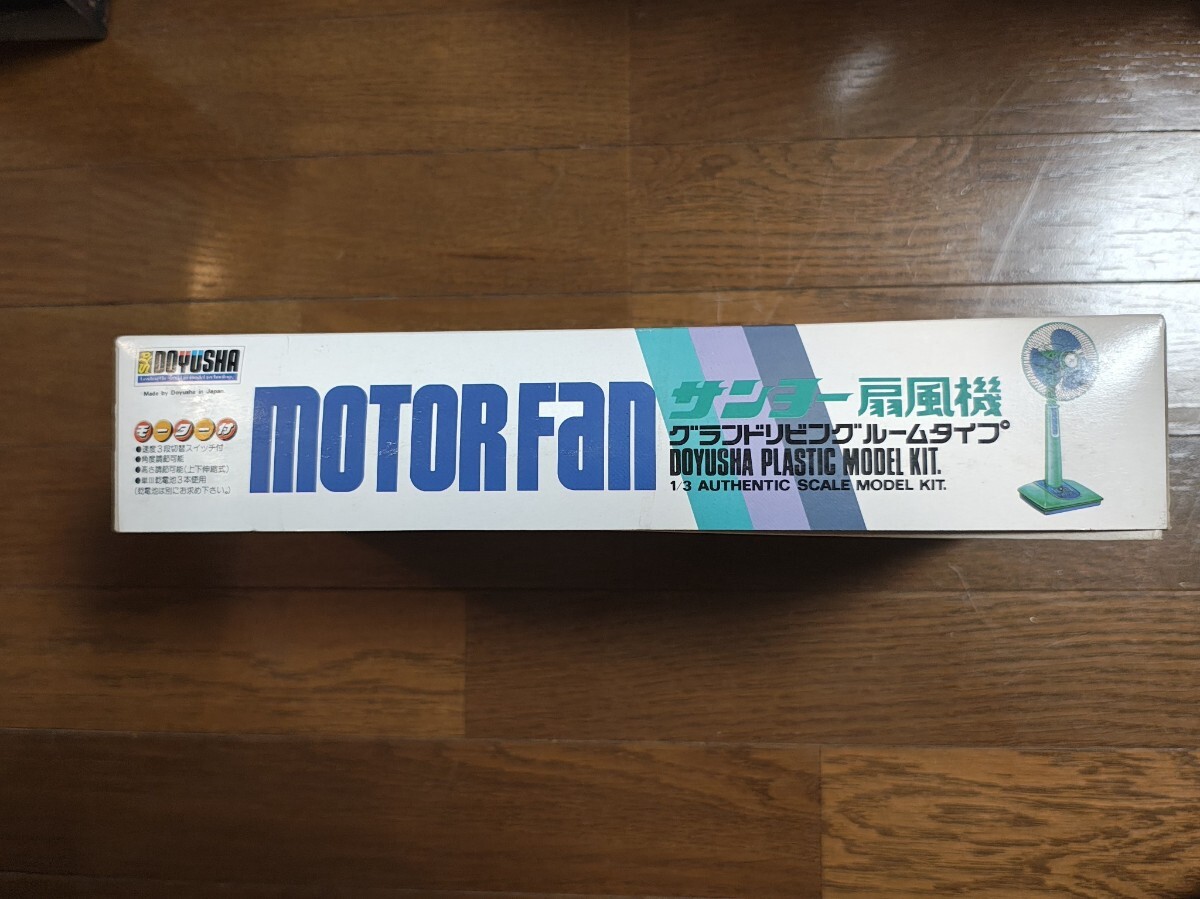 DOYUSHA
Made by Doyusha in Japan.
モーター付
●速度3段切替スイッチ付
●角度調節可能
●高さ調節可能(上下伸縮式)
●単Ⅲ乾電池3本使用
(乾電池は別にお求め下さい。)
MOTOR Fan
サンヨー扇風機
グランドリビングルームタイプ
DOYUSHA PLASTIC MODEL KIT.
1/3 AUTHENTIC SCALE MODEL KIT.